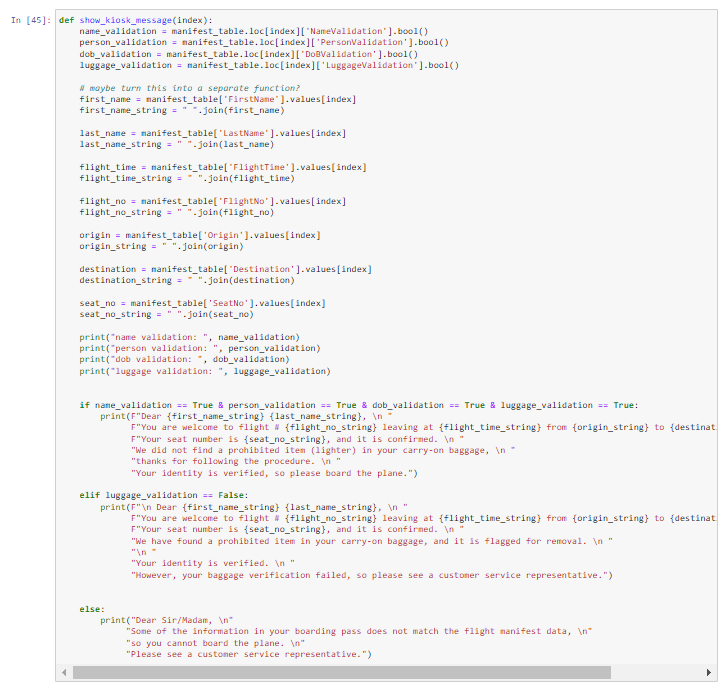 In [45]:
def show_kiosk_message(index):
    name_validation = manifest_table.loc[index]['NameValidation'].bool()
    person_validation = manifest_table.loc[index]['PersonValidation'].bool()
    dob_validation = manifest_table.loc[index]['DoBValidation'].bool()
    luggage_validation = manifest_table.loc[index]['LuggageValidation'].bool()

    # maybe turn this into a separate function?
    first_name = manifest_table['FirstName'].values[index]
    first_name_string = " ".join(first_name)

    last_name = manifest_table['LastName'].values[index]
    last_name_string = " ".join(last_name)

    flight_time = manifest_table['FlightTime'].values[index]
    flight_time_string = " ".join(flight_time)

    flight_no = manifest_table['FlightNo'].values[index]
    flight_no_string = " ".join(flight_no)

    origin = manifest_table['Origin'].values[index]
    origin_string = " ".join(origin)

    destination = manifest_table['Destination'].values[index]
    destination_string = " ".join(destination)

    seat_no = manifest_table['SeatNo'].values[index]
    seat_no_string = " ".join(seat_no)

    print("name validation: ", name_validation)
    print("person validation: ", person_validation)
    print("dob validation: ", dob_validation)
    print("luggage validation: ", luggage_validation)

    if name_validation == True & person_validation == True & dob_validation == True & luggage_validation == True:
        print(F"Dear {first_name_string} {last_name_string}, \n "
              F"You are welcome to flight # {flight_no_string} leaving at {flight_time_string} from {origin_string} to {destinat
              F"Your seat number is {seat_no_string}, and it is confirmed. \n "
              "We did not find a prohibited item (lighter) in your carry-on baggage, \n "
              "thanks for following the procedure. \n "
              "Your identity is verified, so please board the plane.")

    elif luggage_validation == False:
        print(F"\n Dear {first_name_string} {last_name_string}, \n "
              F"You are welcome to flight # {flight_no_string} leaving at {flight_time_string} from {origin_string} to {destinat
              F"Your seat number is {seat_no_string}, and it is confirmed. \n "
              "We have found a prohibited item in your carry-on baggage, and it is flagged for removal. \n "
              "\n "
              "Your identity is verified. \n "
              "However, your baggage verification failed, so please see a customer service representative.")

    else:
        print("Dear Sir/Madam, \n"
             "Some of the information in your boarding pass does not match the flight manifest data, \n"
             "so you cannot board the plane. \n"
             "Please see a customer service representative.")